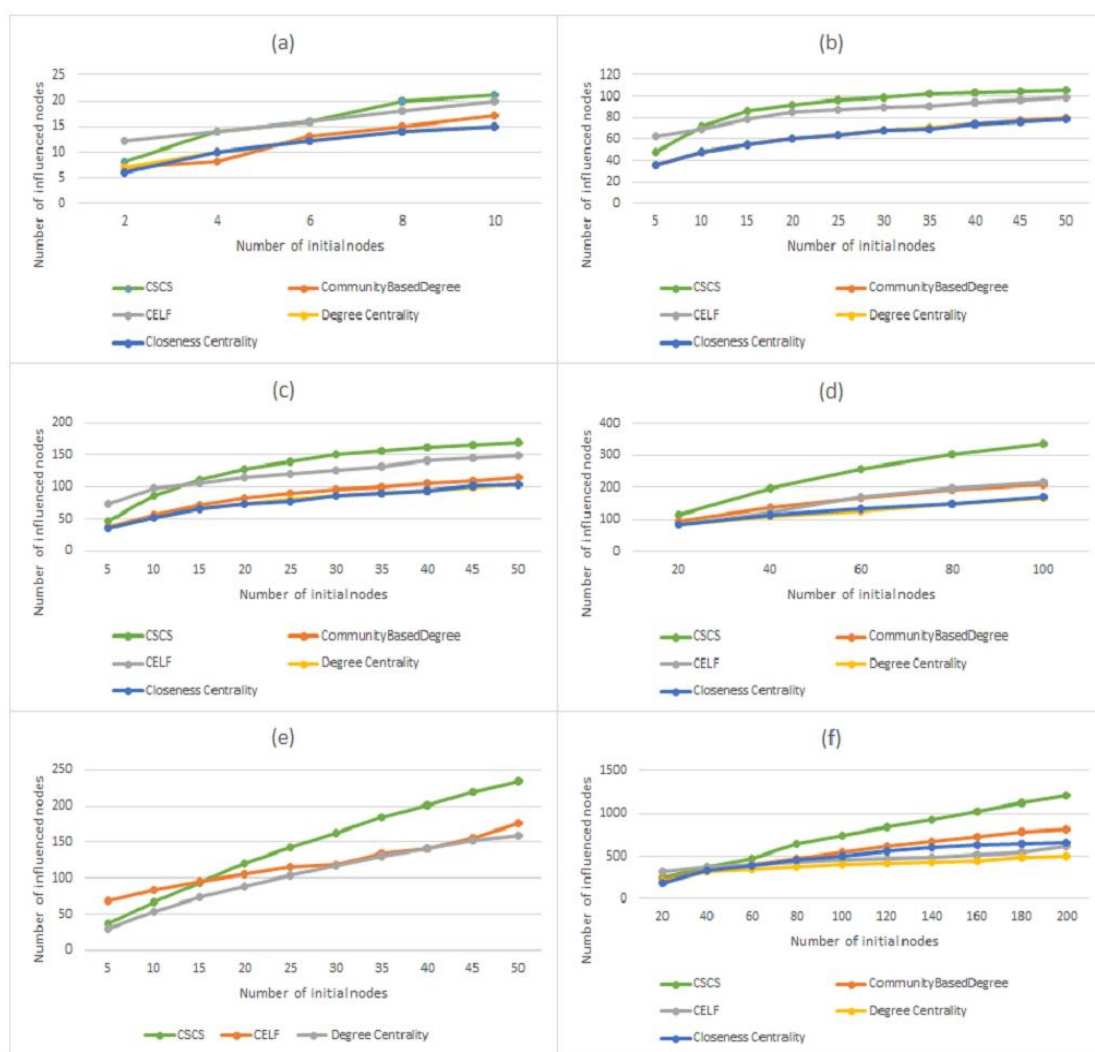 (a)
25
20
15
10
5
0
Number of influenced nodes
2 4 6 8 10
Number of initial nodes
CSCS CommunityBasedDegree
CELF Degree Centrality
Closeness Centrality
(b)
120
100
80
60
40
20
0
Number of influenced nodes
5 10 15 20 25 30 35 40 45 50
Number of initial nodes
CSCS CommunityBasedDegree
CELF Degree Centrality
Closeness Centrality
(c)
200
150
100
50
0
Number of influenced nodes
5 10 15 20 25 30 35 40 45 50
Number of initial nodes
CSCS CommunityBasedDegree
CELF Degree Centrality
Closeness Centrality
(d)
400
300
200
100
0
Number of influenced nodes
20 40 60 80 100
Number of initial nodes
CSCS CommunityBasedDegree
CELF Degree Centrality
Closeness Centrality
(e)
250
200
150
100
50
0
Number of influenced nodes
5 10 15 20 25 30 35 40 45 50
Number of initial nodes
CSCS CELF Degree Centrality
(f)
1500
1000
500
0
Number of influenced nodes
20 40 60 80 100 120 140 160 180 200
Number of initial nodes
CSCS CommunityBasedDegree
CELF Degree Centrality
Closeness Centrality